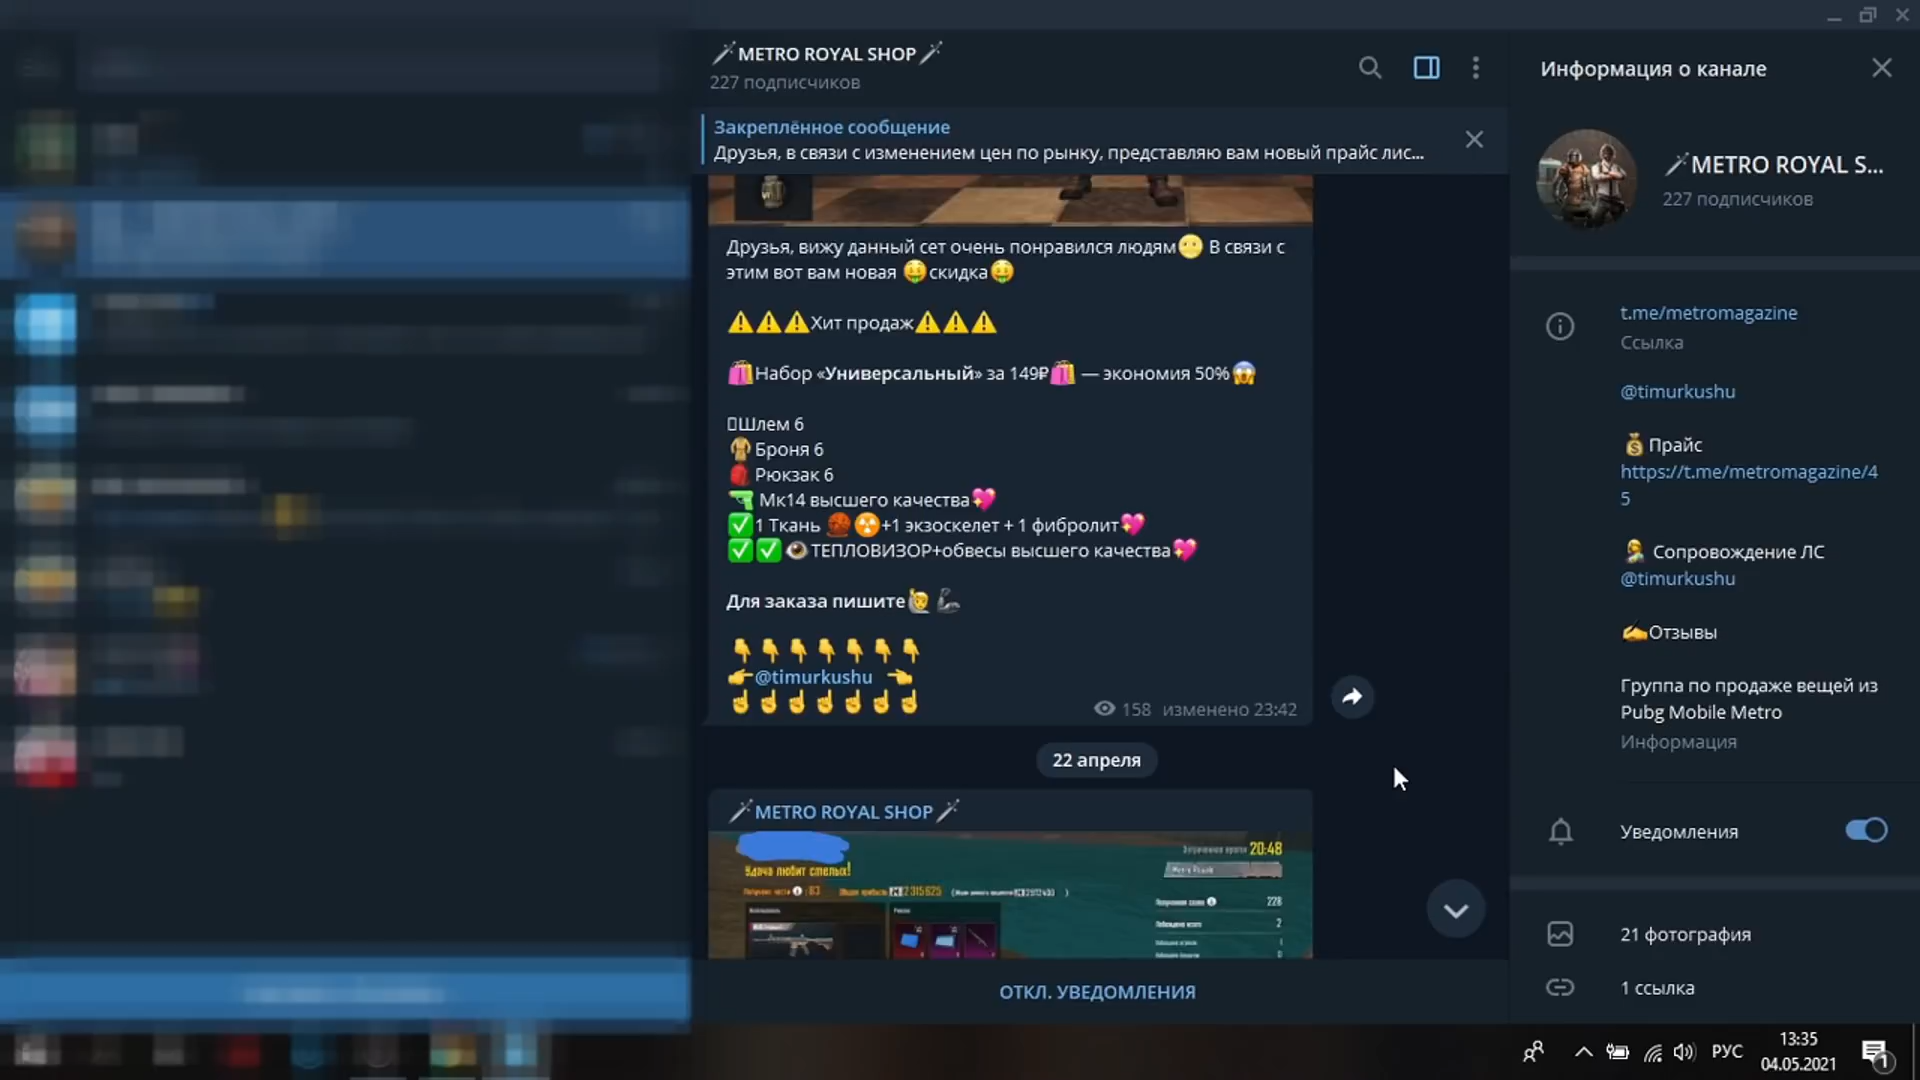 METRO ROYAL SHOP
227 подписчиков
Закреплённое сообщение
Друзья, в связи с изменением цен по рынку, представляю вам новый прайс лис...
Друзья, вижу данный сет очень понравился людям😬 В связи с
этим вот вам новая 🤑скидка🤑
⚠️⚠️⚠️Хит продаж⚠️⚠️⚠️
🛍Набор «Универсальный» за 149₽🛍 — экономия 50%😱
Шлем 6
🧥Броня 6
🎒Рюкзак 6
🔫 Мк14 высшего качества💖
✅1 Ткань 🧶☢️+1 экзоскелет + 1 фибролит💖
✅✅👁ТЕПЛОВИЗОР+обвесы высшего качества💖
Для заказа пишите🙋🦾
👇👇👇👇👇👇👇
👉@timurkushu 👈
☝️☝️☝️☝️☝️☝️☝️
158 изменено 23:42
22 апреля
METRO ROYAL SHOP
20:48
Удача любит смелых!
228
2
ОТКЛ. УВЕДОМЛЕНИЯ
Информация о канале
METRO ROYAL S...
227 подписчиков
t.me/metromagazine
Ссылка
@timurkushu
💰Прайс
https://t.me/metromagazine/4
5
Сопровождение ЛС
@timurkushu
✍️Отзывы
Группа по продаже вещей из
Pubg Mobile Metro
Информация
Уведомления
21 фотография
1 ссылка
РУС
13:35
04.05.2021
1